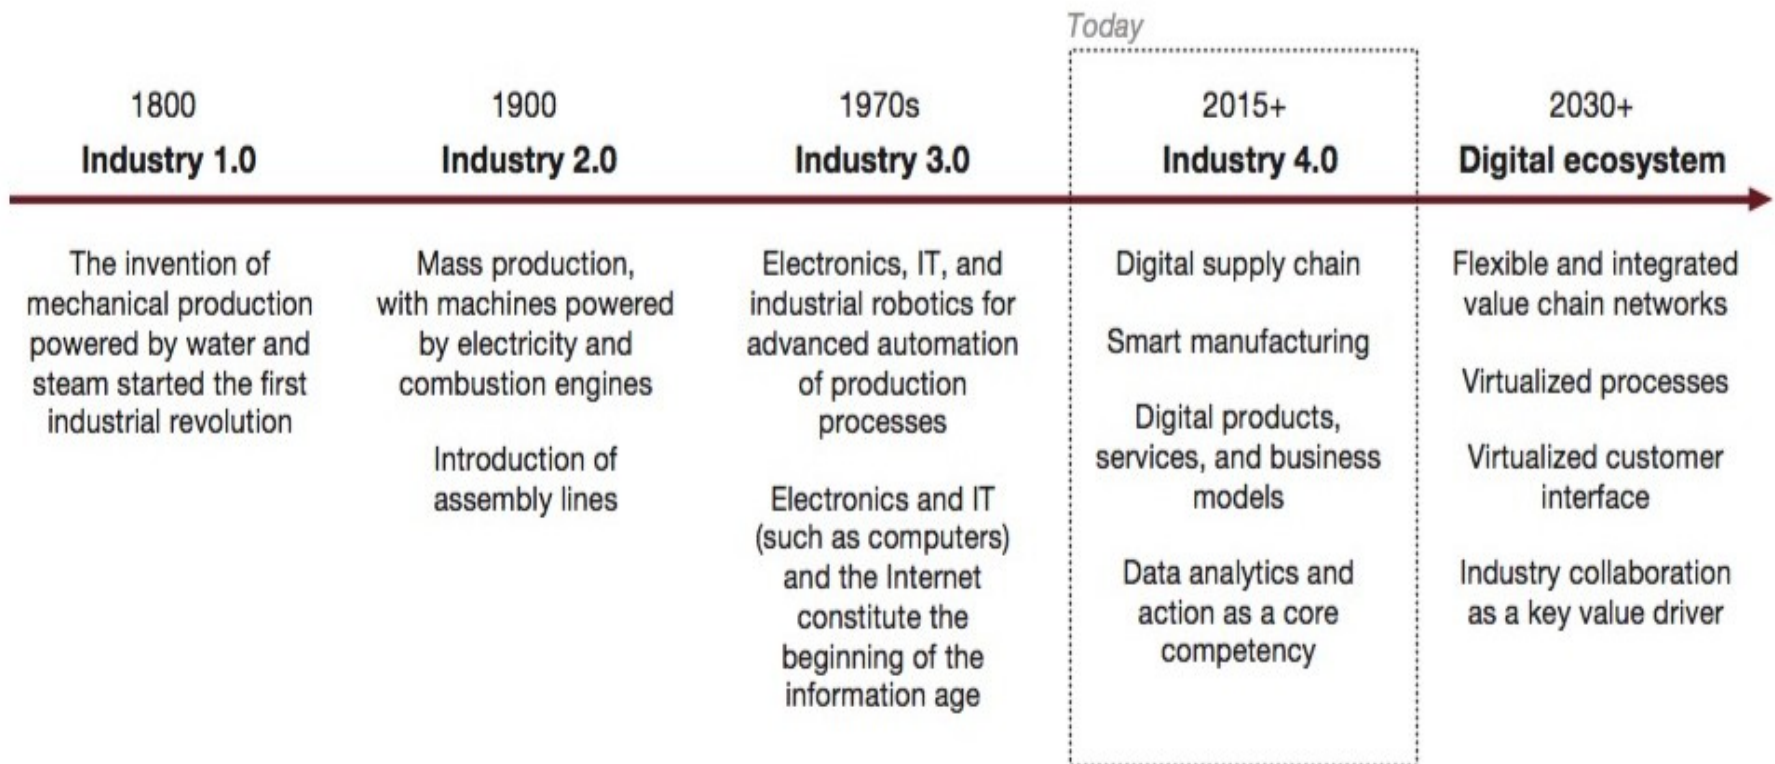 Today
1800
Industry 1.0
The invention of
mechanical production
powered by water and
steam started the first
industrial revolution
1900
Industry 2.0
Mass production,
with machines powered
by electricity and
combustion engines
Introduction of
assembly lines
1970s
Industry 3.0
Electronics, IT, and
industrial robotics for
advanced automation
of production
processes
Electronics and IT
(such as computers)
and the Internet
constitute the
beginning of the
information age
2015+
Industry 4.0
Digital supply chain
Smart manufacturing
Digital products,
services, and business
models
Data analytics and
action as a core
competency
2030+
Digital ecosystem
Flexible and integrated
value chain networks
Virtualized processes
Virtualized customer
interface
Industry collaboration
as a key value driver